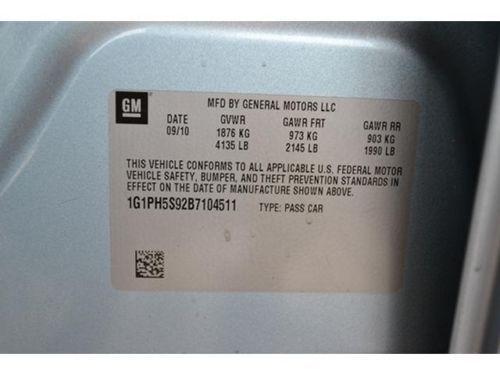 GM
MFD BY GENERAL MOTORS LLC
DATE GVWR GAWR FRT GAWR RR
09/10 1876 KG 973 KG 903 KG
4135 LB 2145 LB 1990 LB
THIS VEHICLE CONFORMS TO ALL APPLICABLE U.S. FEDERAL MOTOR
VEHICLE SAFETY, BUMPER, AND THEFT PREVENTION STANDARDS IN
EFFECT ON THE DATE OF MANUFACTURE SHOWN ABOVE.
1G1PH5S92B7104511 TYPE: PASS CAR